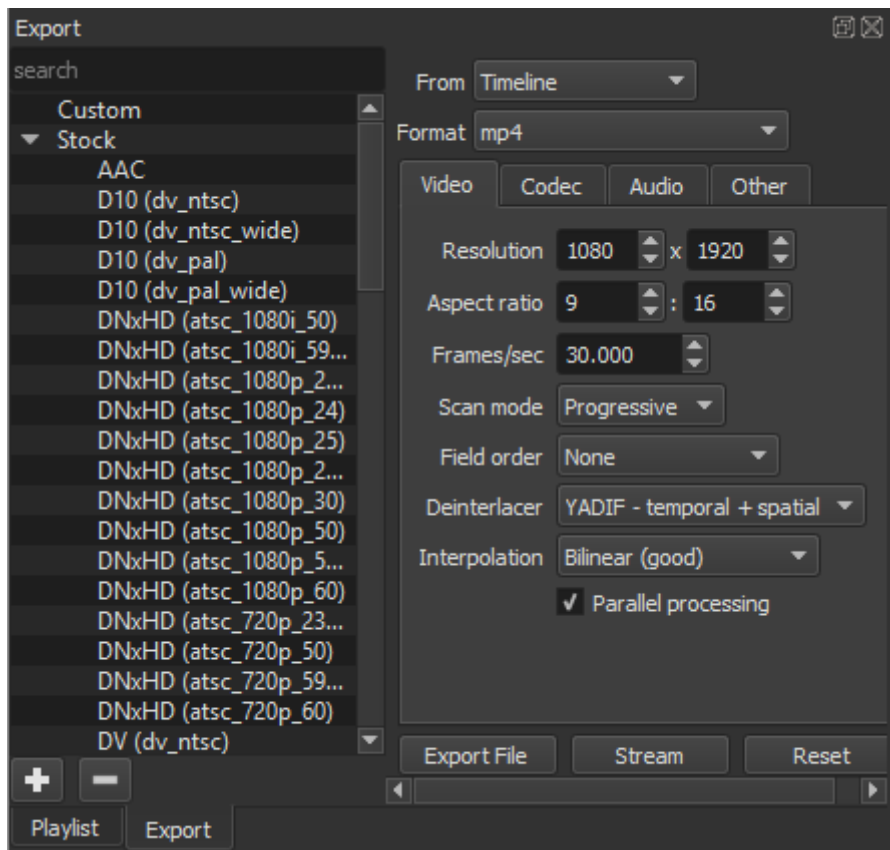 Export
search
Custom
Stock
AAC
D10 (dv_ntsc)
D10 (dv_ntsc_wide)
D10 (dv_pal)
D10 (dv_pal_wide)
DNxHD (atsc_1080i_50)
DNxHD (atsc_1080i_59...
DNxHD (atsc_1080p_2...
DNxHD (atsc_1080p_24)
DNxHD (atsc_1080p_25)
DNxHD (atsc_1080p_2...
DNxHD (atsc_1080p_30)
DNxHD (atsc_1080p_50)
DNxHD (atsc_1080p_5...
DNxHD (atsc_1080p_60)
DNxHD (atsc_720p_23...
DNxHD (atsc_720p_50)
DNxHD (atsc_720p_59...
DNxHD (atsc_720p_60)
DV (dv_ntsc)
From Timeline
Format mp4
Video Codec Audio Other
Resolution 1080 x 1920
Aspect ratio 9 : 16
Frames/sec 30.000
Scan mode Progressive
Field order None
Deinterlacer YADIF - temporal + spatial
Interpolation Bilinear (good)
Parallel processing
Export File Stream Reset
Playlist Export